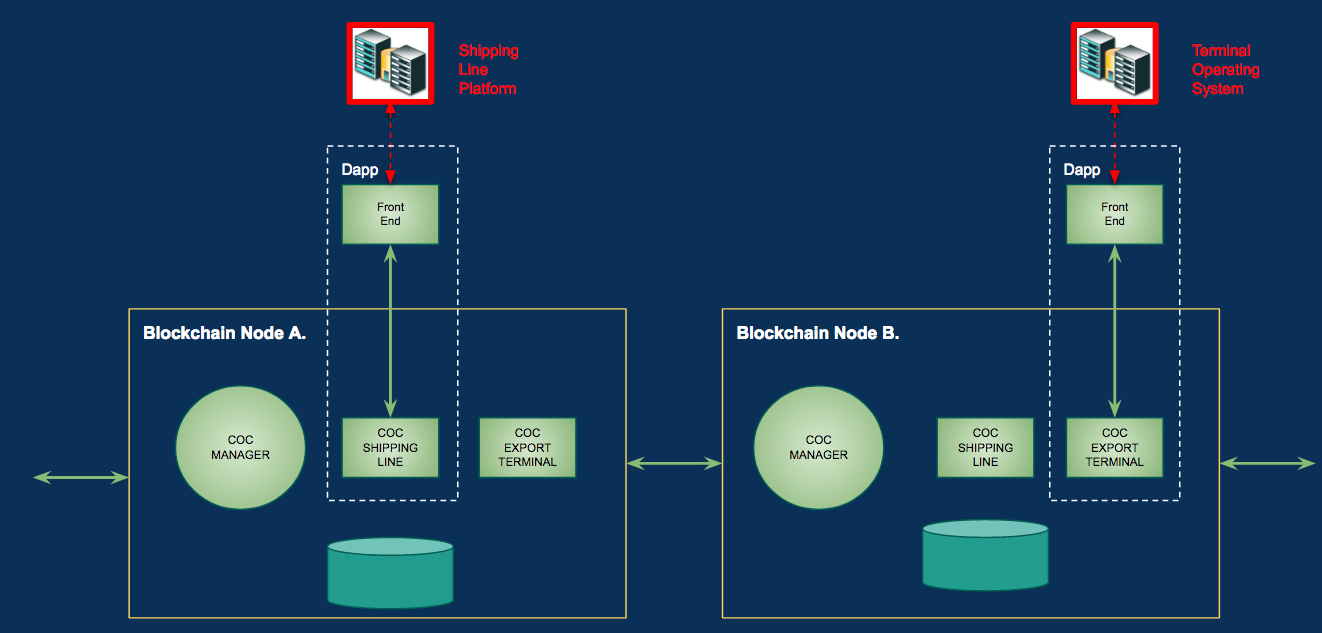 Shipping
Line
Platform
Terminal
Operating
System
Dapp
Front
End
Dapp
Front
End
Blockchain Node A.
COC
MANAGER
COC
SHIPPING
LINE
COC
EXPORT
TERMINAL
Blockchain Node B.
COC
MANAGER
COC
SHIPPING
LINE
COC
EXPORT
TERMINAL